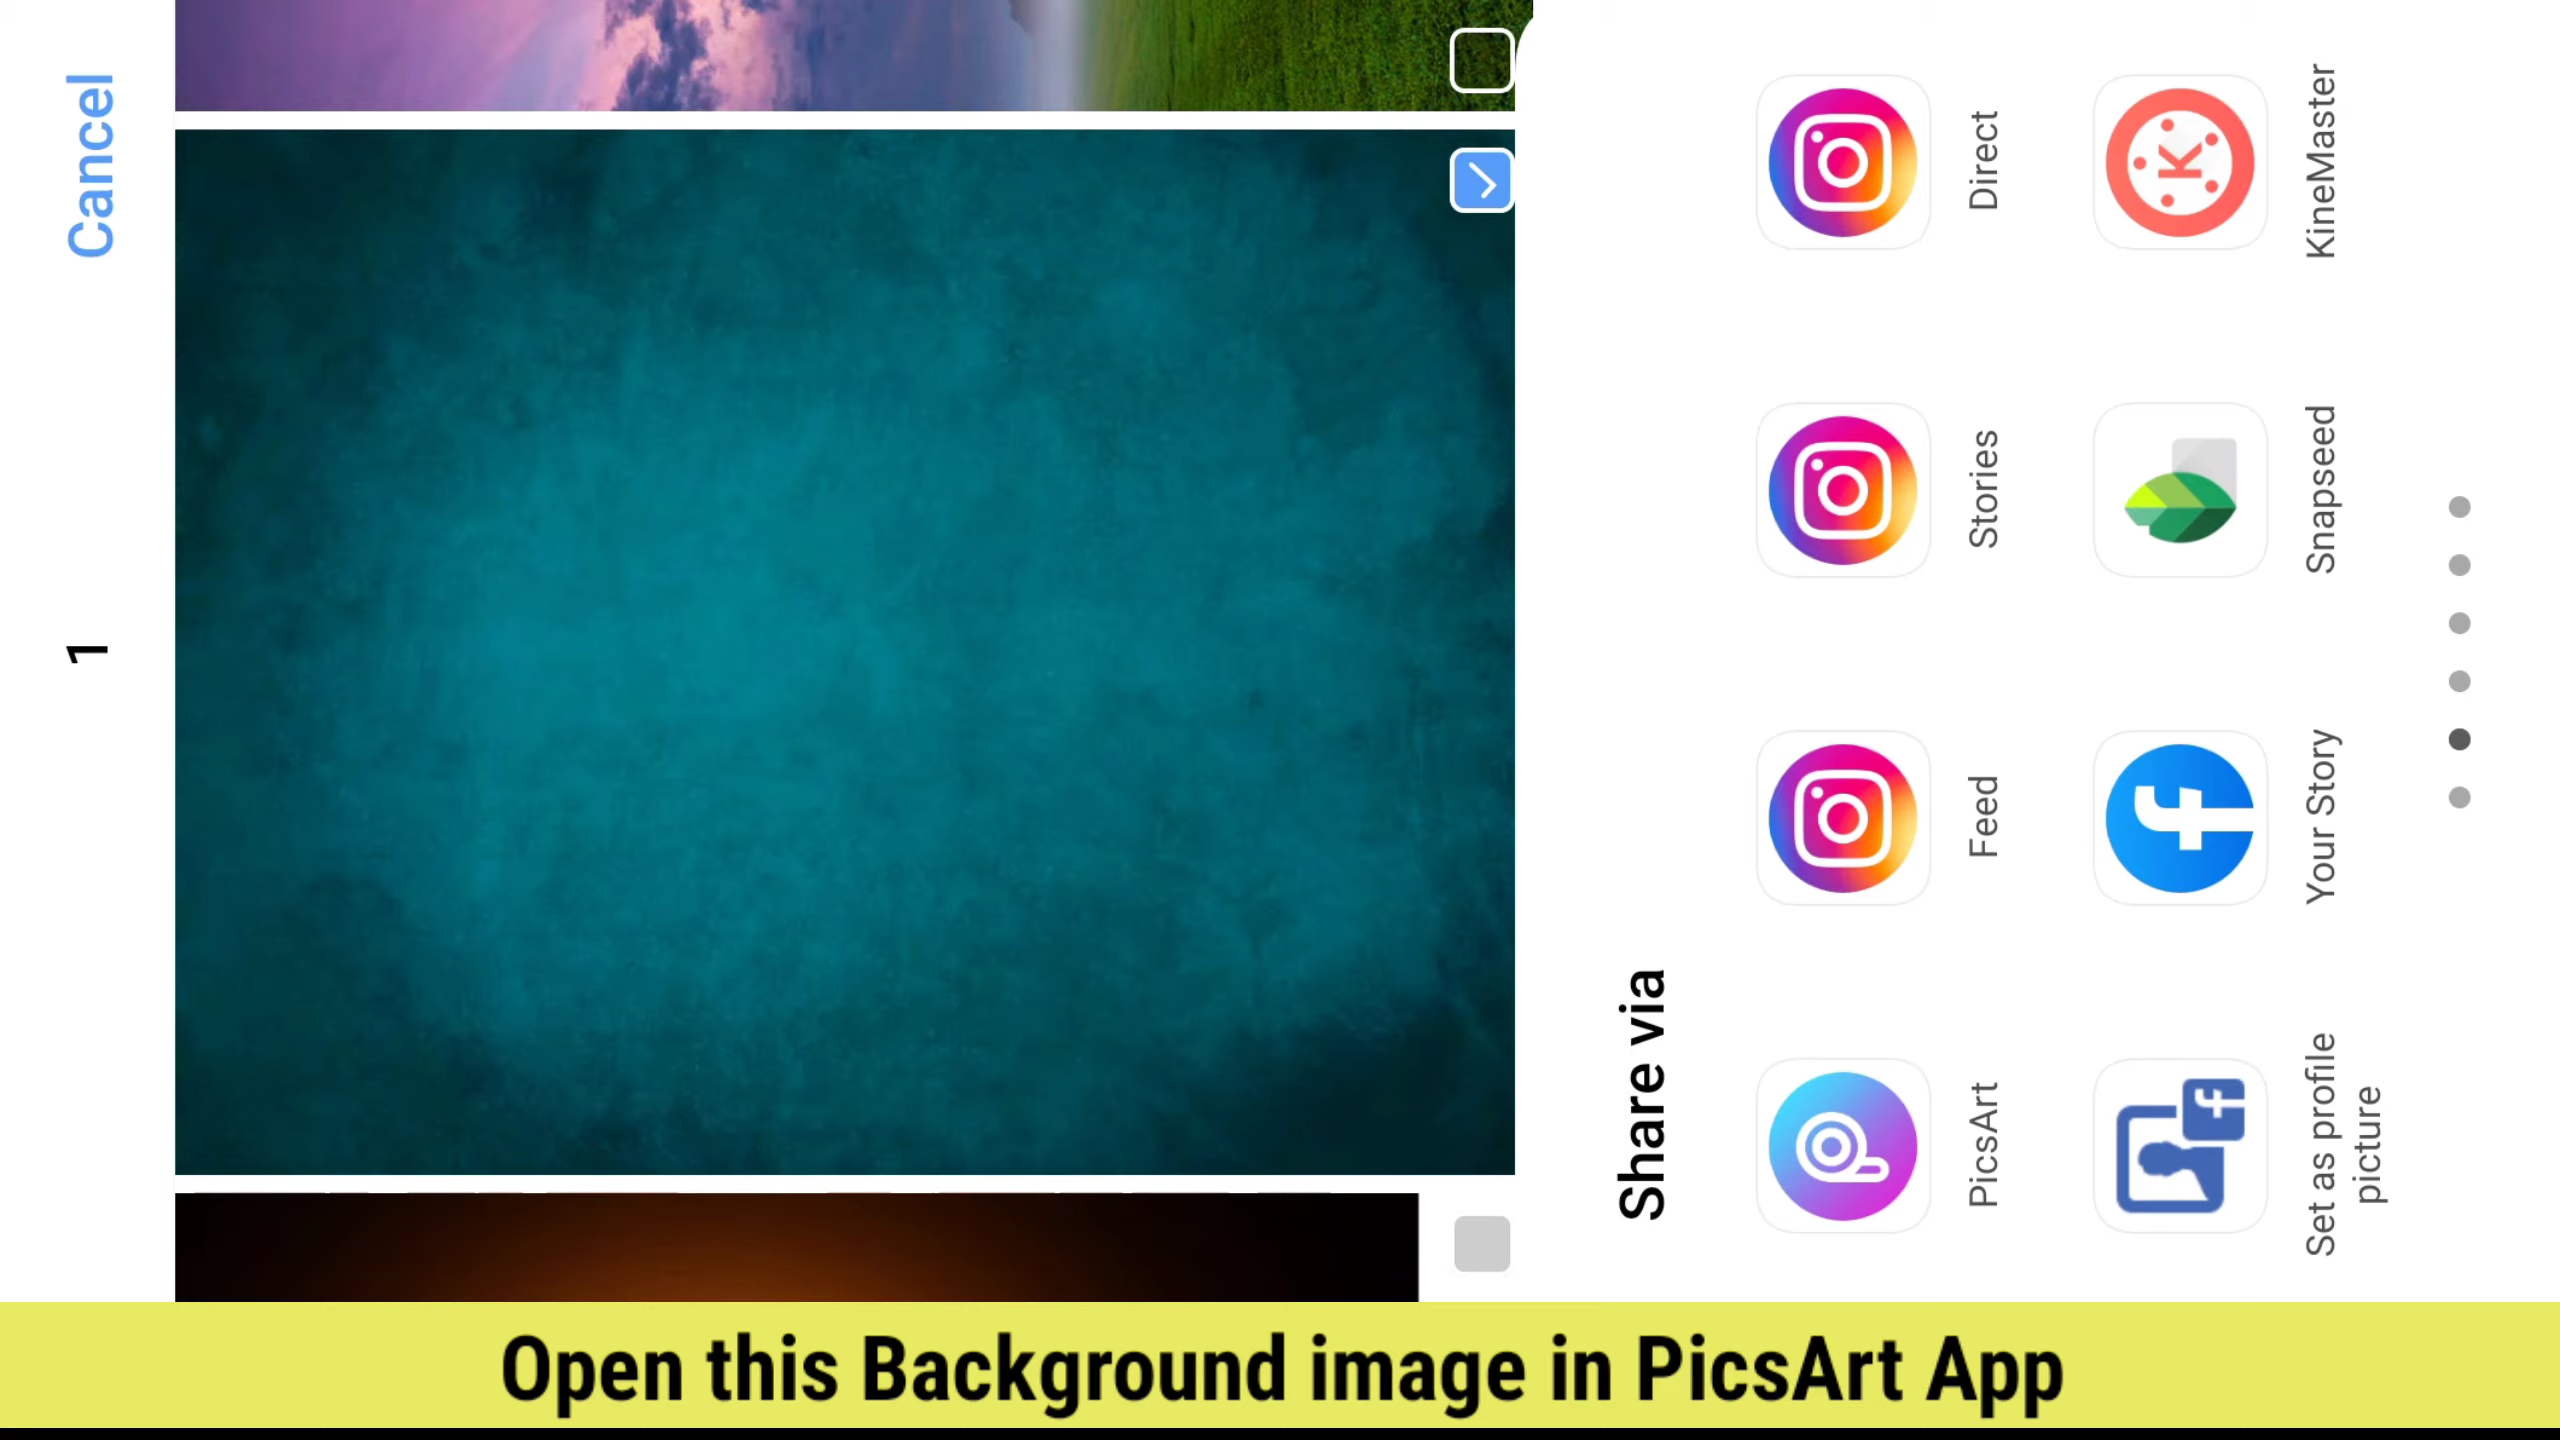 Cancel
1
Share via
PicsArt
Feed
Stories
Direct
Set as profile
picture
Your Story
Snapseed
KineMaster
Open this Background image in PicsArt App